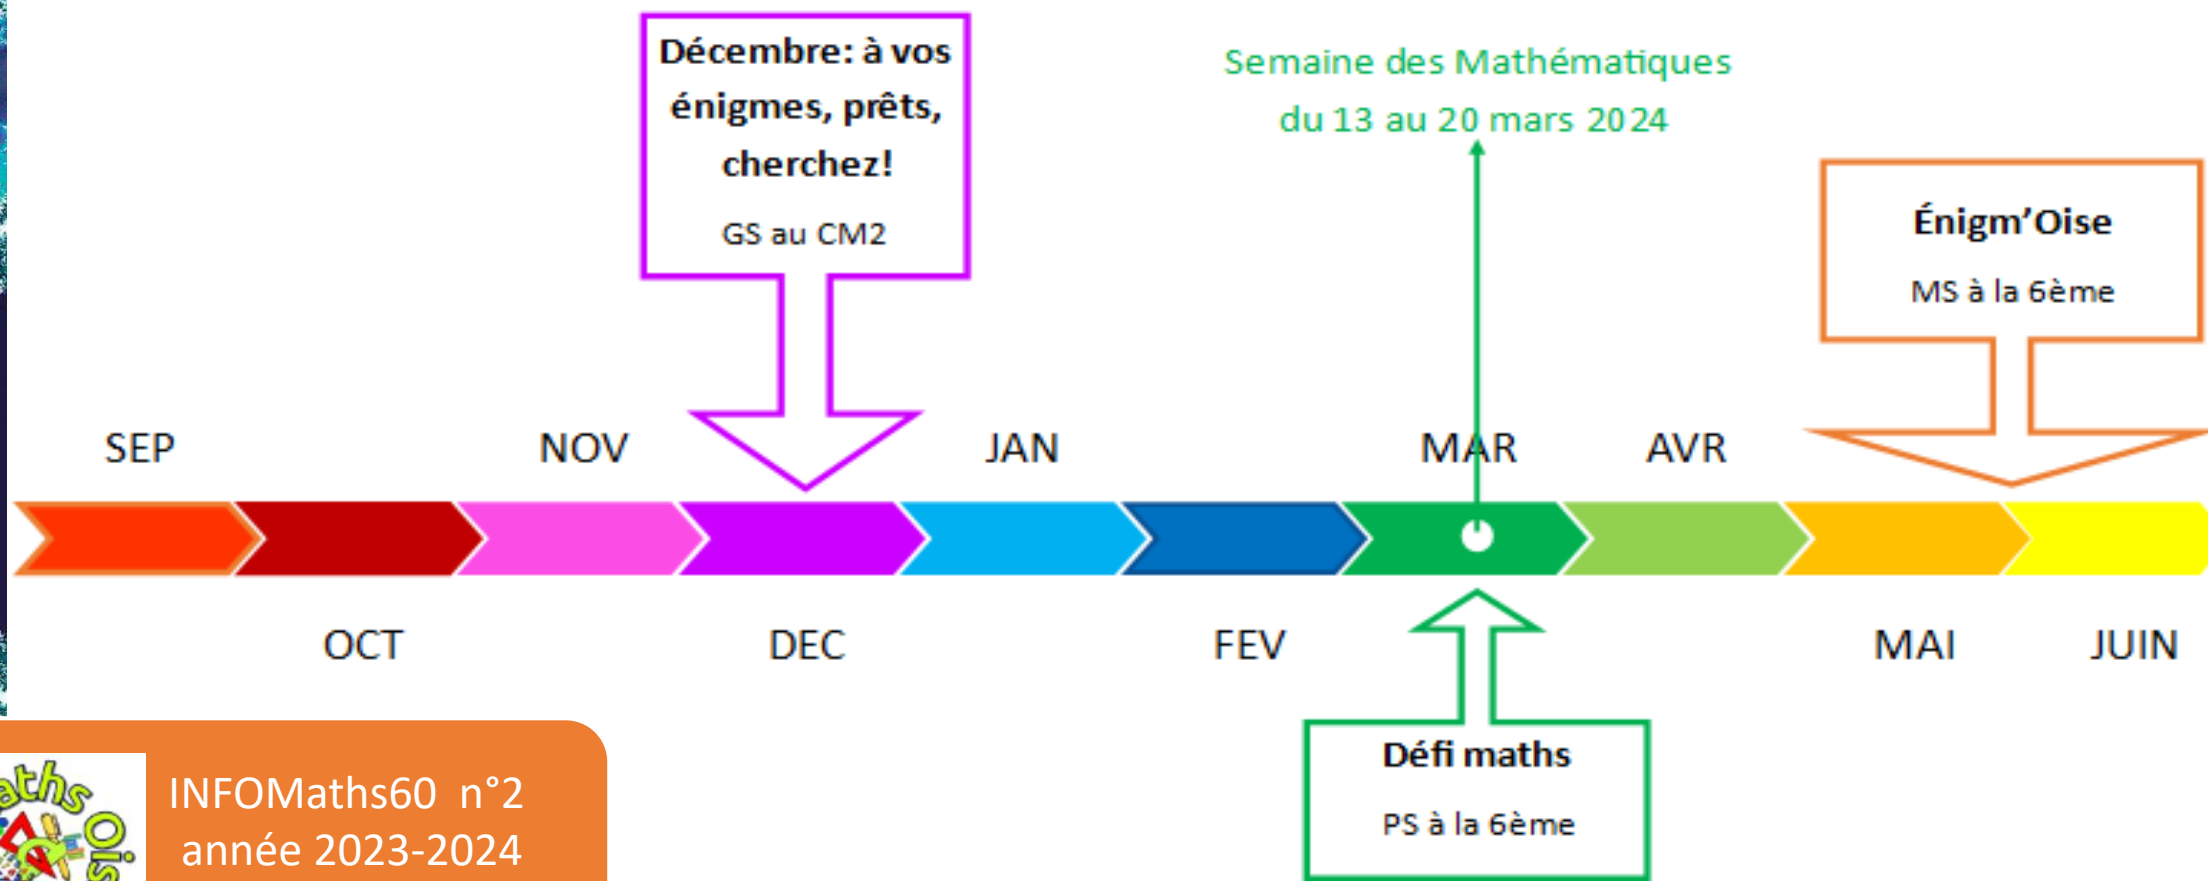 Décembre: à vos
énigmes, prêts,
cherchez!
GS au CM2
Semaine des Mathématiques
du 13 au 20 mars 2024
Énigm’Oise
MS à la 6ème
SEP
NOV
JAN
MAR
AVR
OCT
DEC
FEV
MAI
JUIN
Défi maths
PS à la 6ème
INFOMaths60 n°2
année 2023-2024